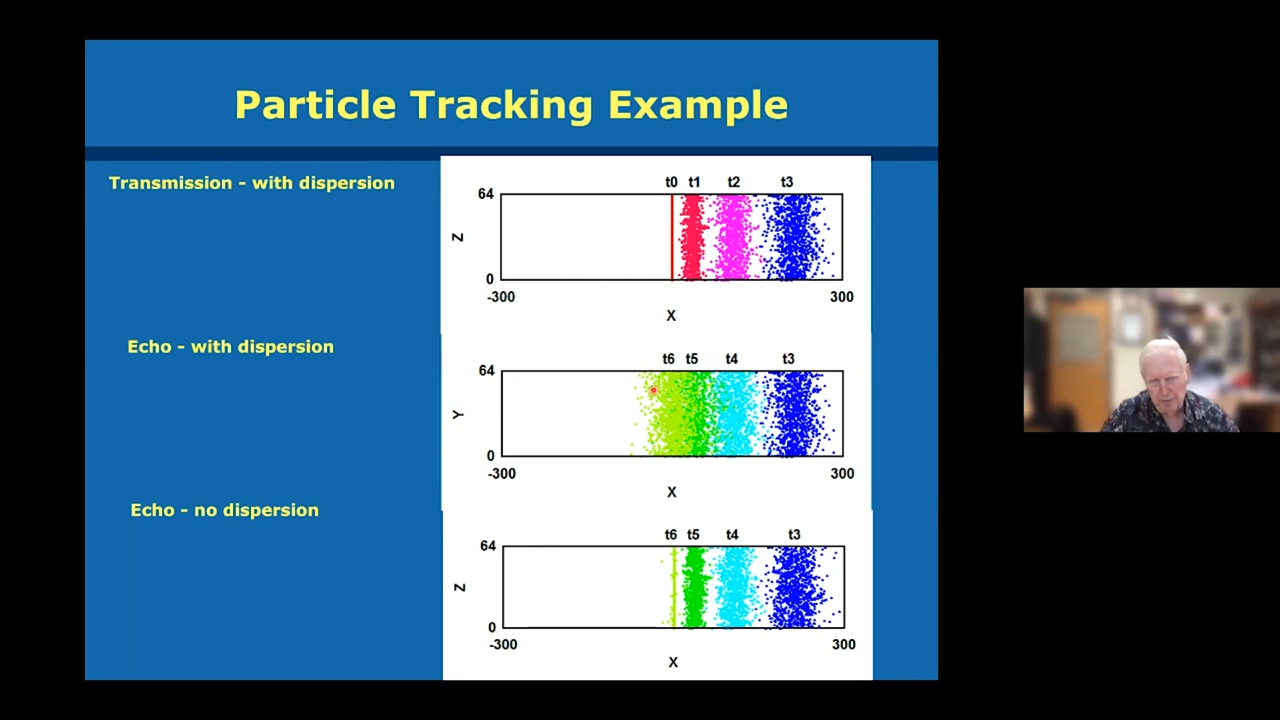 Particle Tracking Example
Transmission - with dispersion
t0 t1 t2 t3
64
Z
0
-300 300
X
Echo - with dispersion
t6 t5 t4 t3
64
Y
0
-300 300
X
Echo - no dispersion
t6 t5 t4 t3
64
Z
0
-300 300
X